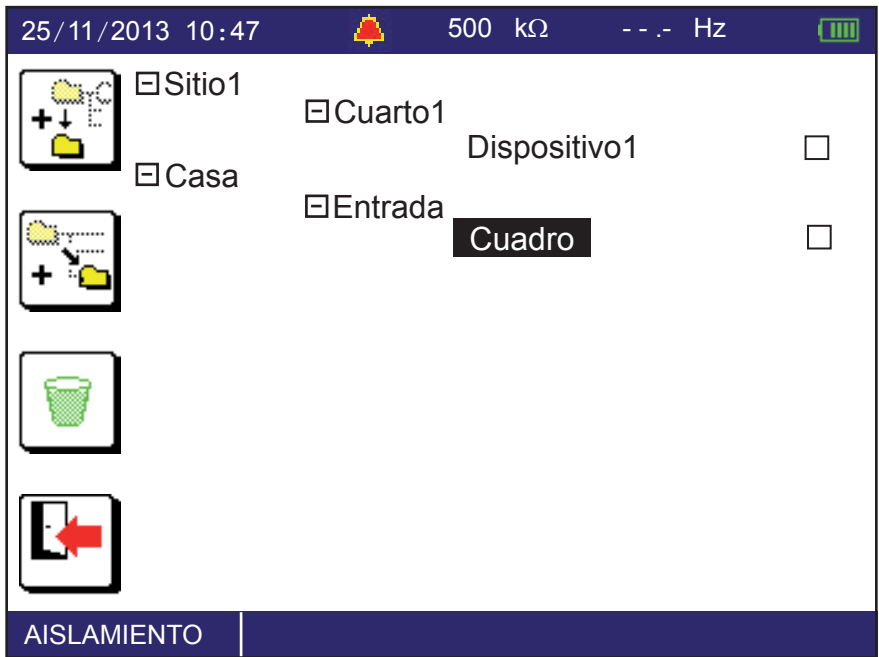 25/11/2013 10:47 500 kΩ - - .- Hz
Sitio1
Cuarto1
Dispositivo1
Casa
Entrada
Cuadro
AISLAMIENTO